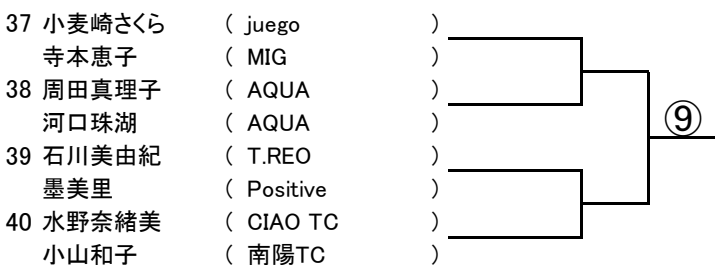 37 小麦崎さくら ( juego )
寺本恵子 ( MIG )
38 周田真理子 ( AQUA )
河口珠湖 ( AQUA )
39 石川美由紀 ( T.REO )
墨美里 ( Positive )
40 水野奈緒美 ( CIAO TC )
小山和子 ( 南陽TC )
⑨